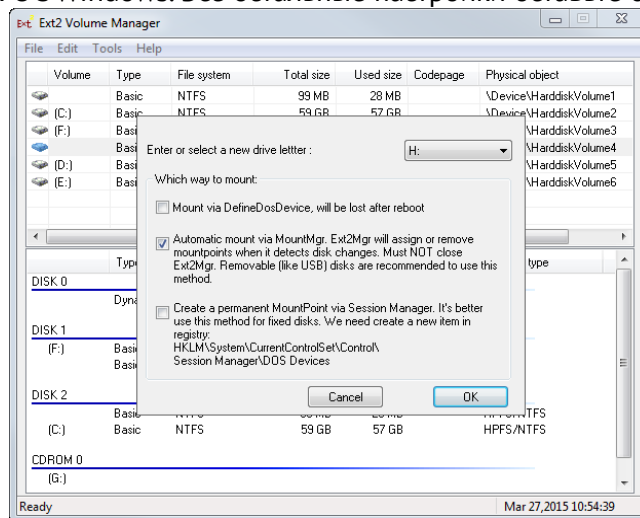 Ext2 Volume Manager
File Edit Tools Help
Volume Type File system Total size Used size Codepage Physical object
Basic NTFS 99 MB 28 MB \Device\HarddiskVolume1
(C:) Basic NTFS 59 GB 57 GB \Device\HarddiskVolume2
(F:) \HarddiskVolume3
\HarddiskVolume4
(D:) \HarddiskVolume5
(E:) \HarddiskVolume6
Enter or select a new drive lettter : H:
Which way to mount:
Mount via DefineDosDevice, will be lost after reboot
Automatic mount via MountMgr. Ext2Mgr will assign or remove
mountpoints when it detects disk changes. Must NOT close
Ext2Mgr. Removable (like USB) disks are recommended to use this
method.
Create a permanent MountPoint via Session Manager. It's better
use this method for fixed disks. We need create a new item in
registry:
HKLM\System\CurrentControlSet\Control\
Session Manager\DOS Devices
Cancel OK
type
DISK 0
DISK 1
(F:)
DISK 2
(C:) Basic NTFS 59 GB 57 GB HPFS/NTFS
CDROM 0
(G:)
Ready Mar 27,2015 10:54:39